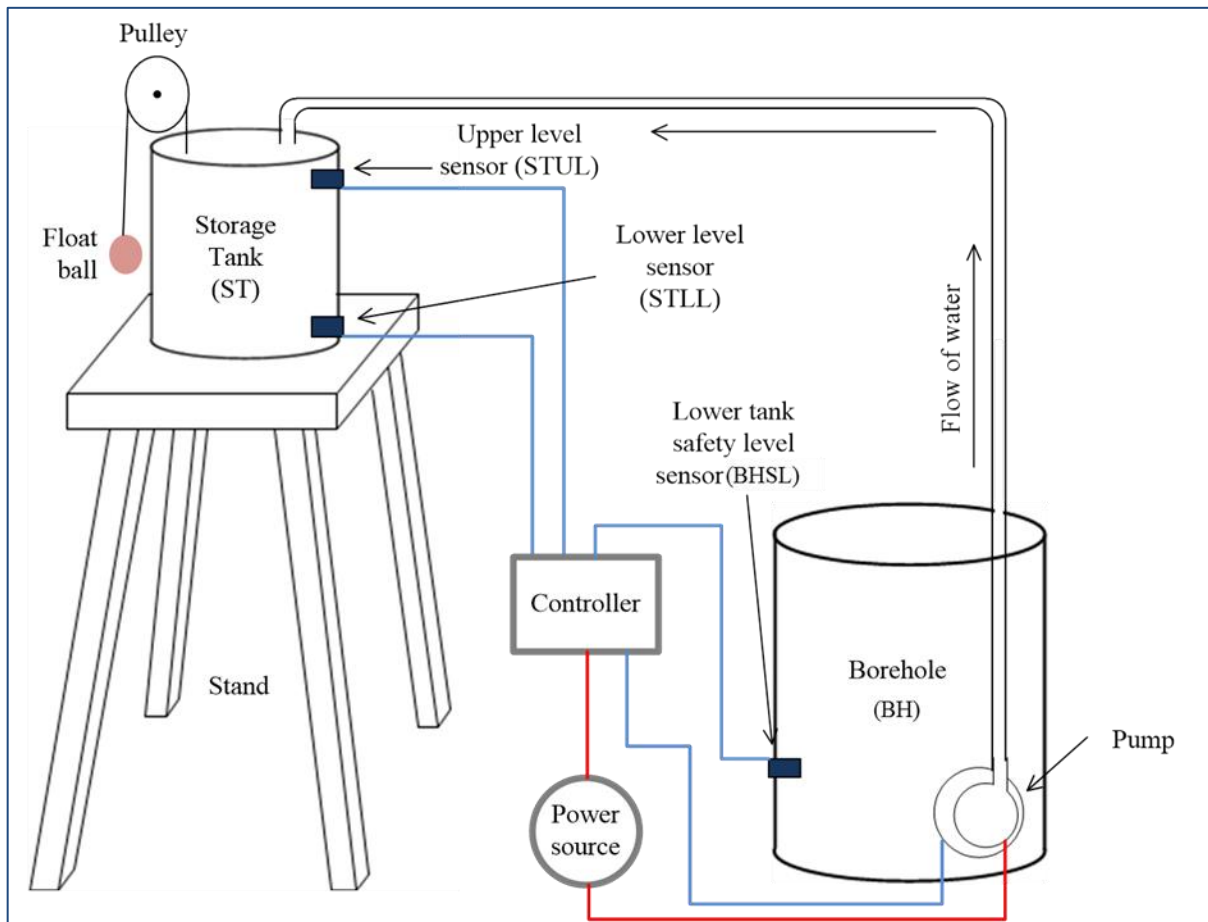 Pulley
Upper level
sensor (STUL)
Float
ball
Storage
Tank
(ST)
Lower level
sensor
(STLL)
Flow of water
Lower tank
safety level
sensor(BHSL)
Controller
Stand
Borehole
(BH)
Pump
Power
source